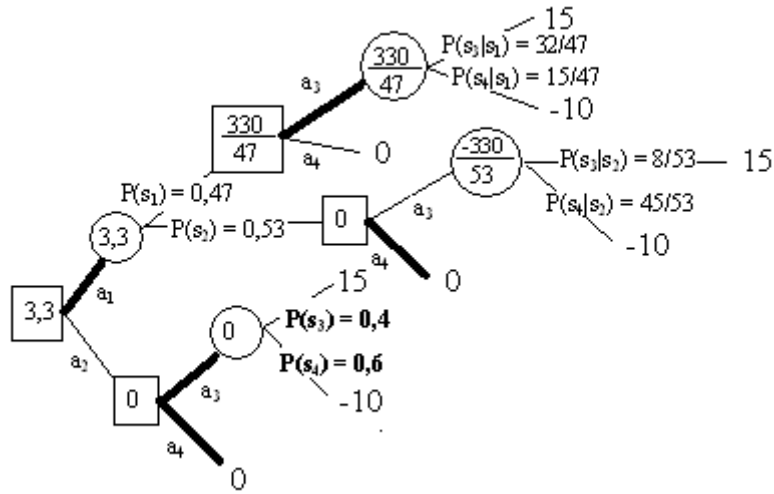 15
P(s₃|s₁) = 32/47
330
47
P(s₄|s₁) = 15/47
a₃
-10
330
47
a₄
0
-330
53
P(s₃|s₂) = 8/53
15
P(s₁) = 0,47
P(s₄|s₂) = 45/53
a₃
3,3
P(s₂) = 0,53
0
-10
a₄
0
a₁
15
3,3
0
P(s₃) = 0,4
a₂
P(s₄) = 0,6
0
a₃
-10
a₄
0